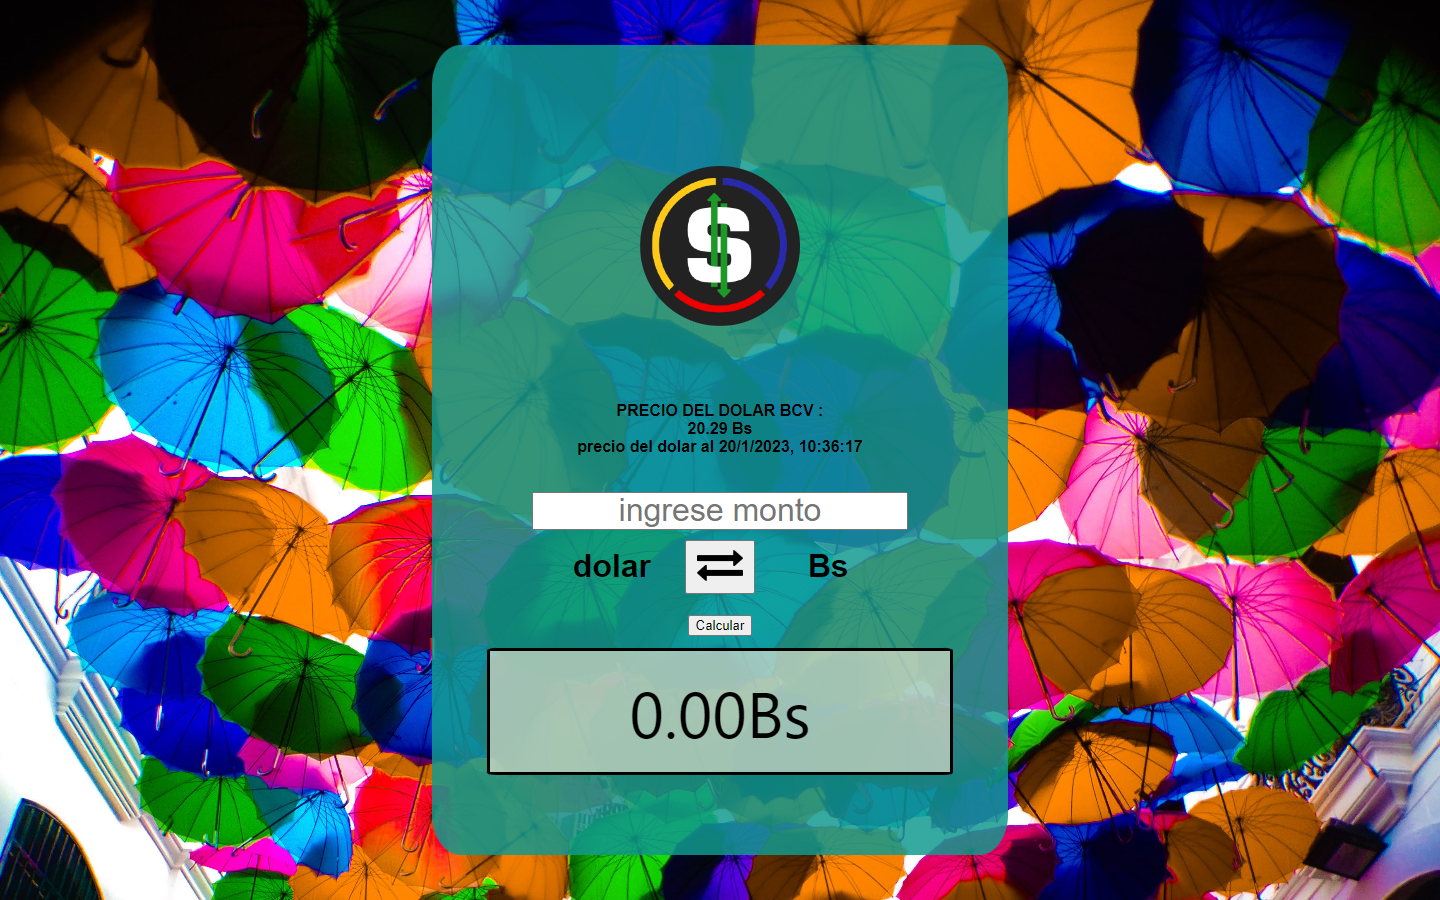 S
PRECIO DEL DOLAR BCV :
20.29 Bs
precio del dolar al 20/1/2023, 10:36:17
ingrese monto
dolar Bs
Calcular
0.00Bs